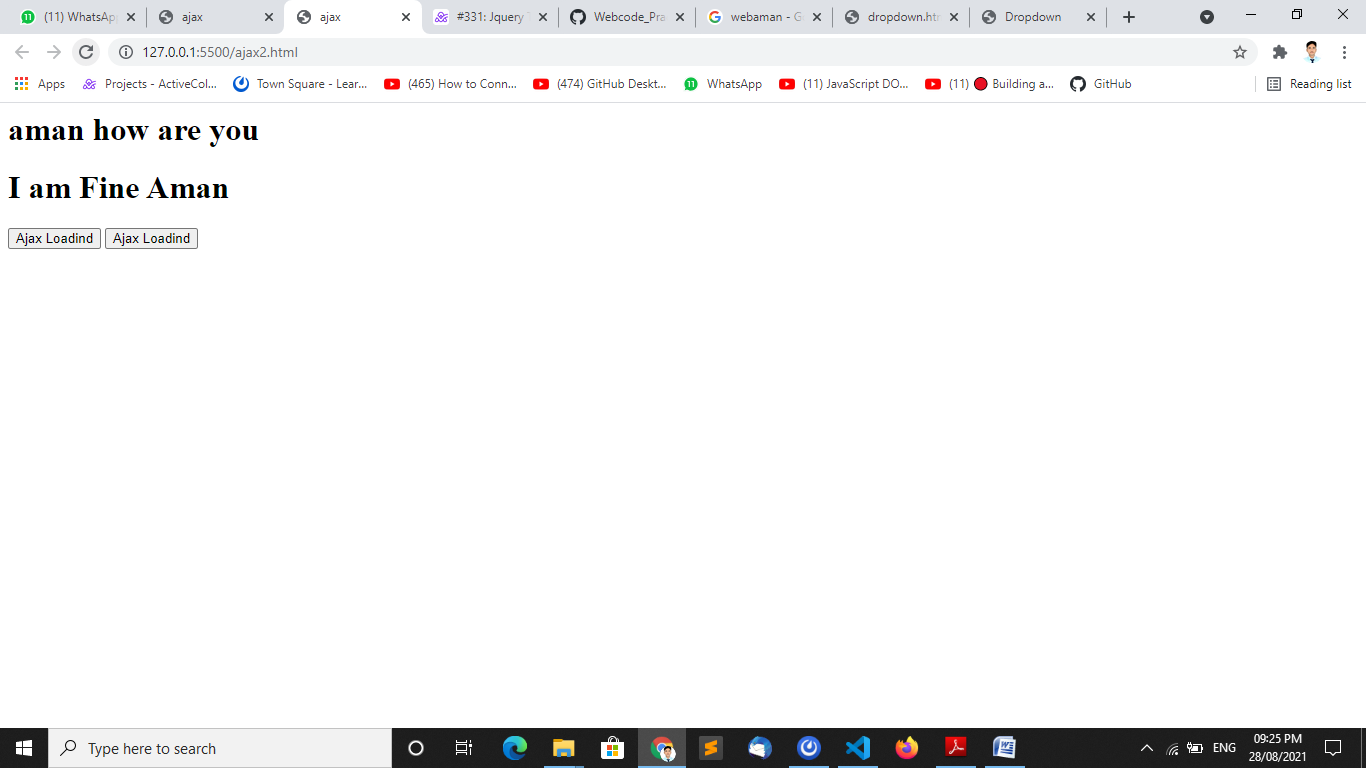 (11) WhatsAp
ajax
ajax
#331: Jquery T
Webcode_Pra
webaman - G
dropdown.htr
Dropdown
127.0.0.1:5500/ajax2.html
Apps
Projects - ActiveCol...
Town Square - Lear...
(465) How to Conn...
(474) GitHub Deskt...
WhatsApp
(11) JavaScript DO...
(11) Building a...
GitHub
Reading list
aman how are you
I am Fine Aman
Ajax Loadind Ajax Loadind
Type here to search
ENG
09:25 PM
28/08/2021